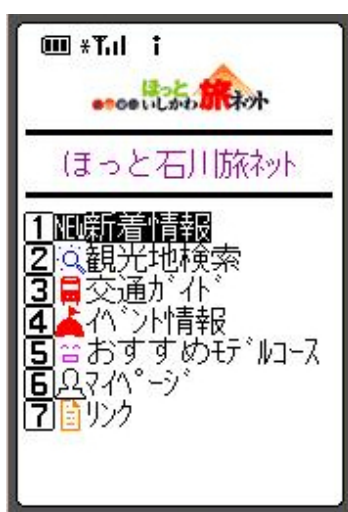 ほっと
いしかわ旅ネット
ほっと石川旅ネット
1NEW新着情報
2観光地検索
3交通ガイド
4イベント情報
5おすすめモデルコース
6マイページ
7リンク